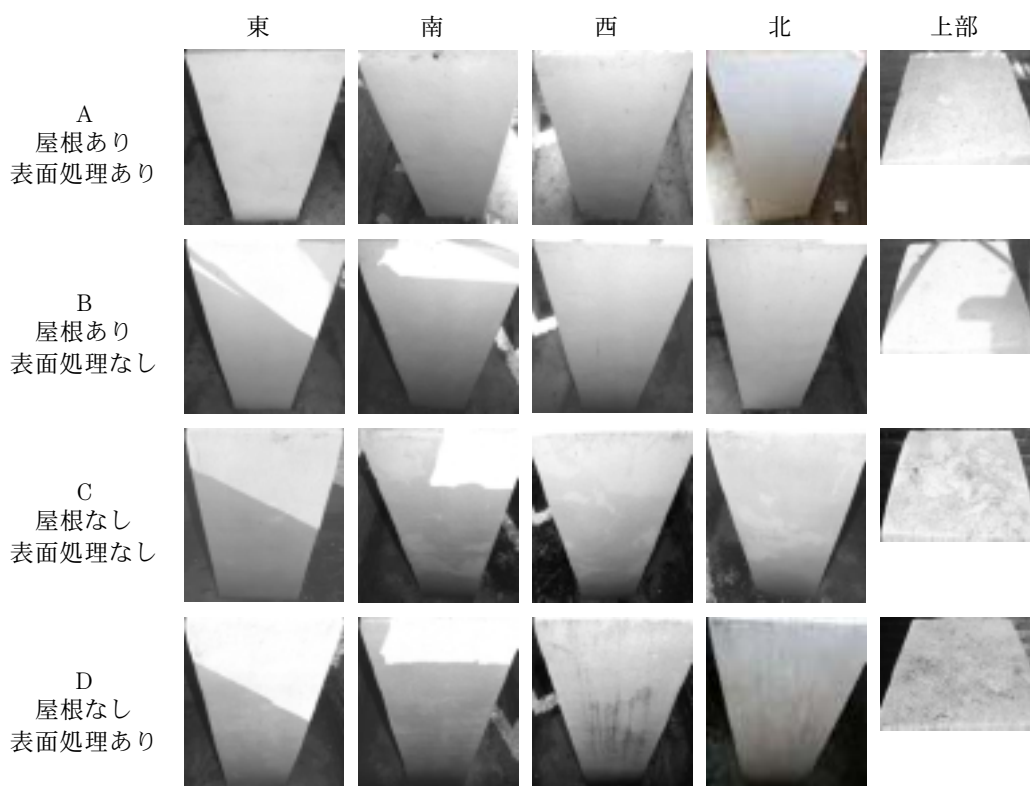 東 南 西 北 上部
A
屋根あり
表面処理あり
B
屋根あり
表面処理なし
C
屋根なし
表面処理なし
D
屋根なし
表面処理あり